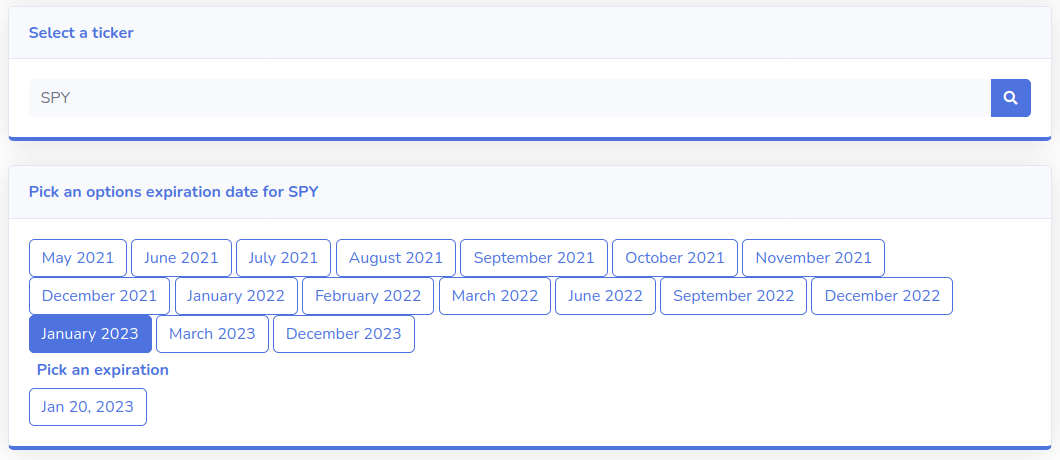 Select a ticker
SPY
Pick an options expiration date for SPY
May 2021 June 2021 July 2021 August 2021 September 2021 October 2021 November 2021
December 2021 January 2022 February 2022 March 2022 June 2022 September 2022 December 2022
January 2023 March 2023 December 2023
Pick an expiration
Jan 20, 2023